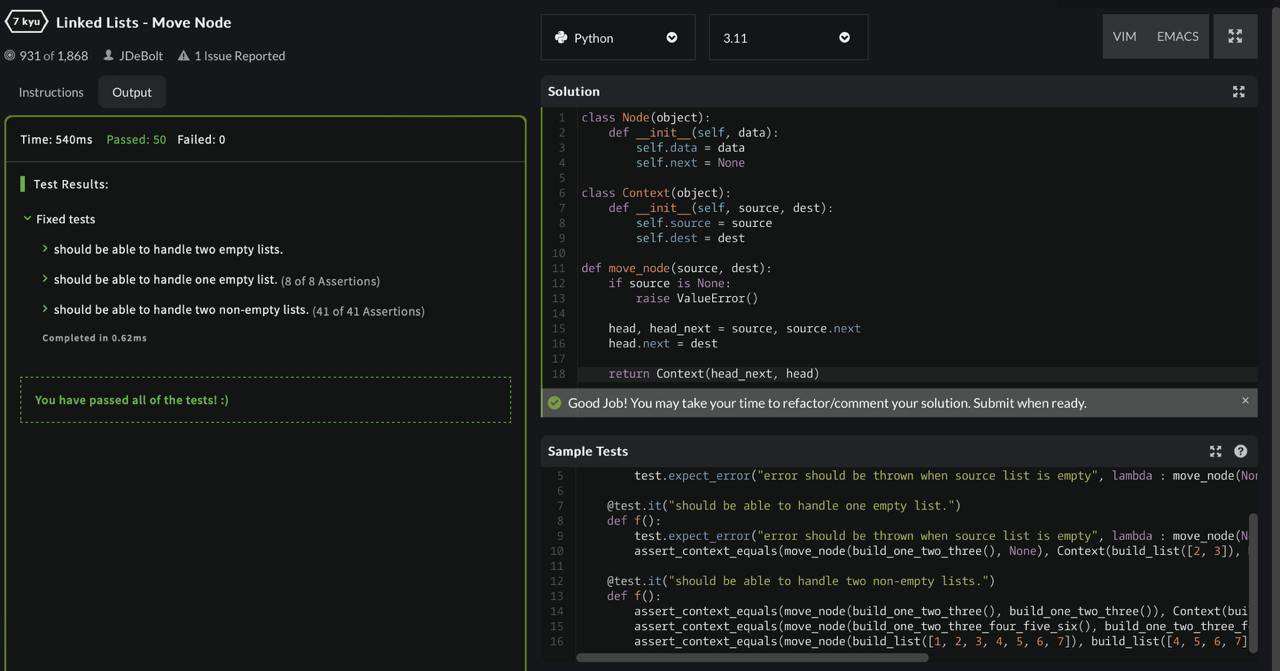 7 kyu Linked Lists - Move Node
931 of 1,868 JDeBolt 1 Issue Reported
Instructions Output
Time: 540ms Passed: 50 Failed: 0
Test Results:
Fixed tests
should be able to handle two empty lists.
should be able to handle one empty list. (8 of 8 Assertions)
should be able to handle two non-empty lists. (41 of 41 Assertions)
Completed in 0.62ms
You have passed all of the tests! :)
Python 3.11 VIM EMACS
Solution
1 class Node(object):
2     def __init__(self, data):
3         self.data = data
4         self.next = None
5
6 class Context(object):
7     def __init__(self, source, dest):
8         self.source = source
9         self.dest = dest
10
11 def move_node(source, dest):
12     if source is None:
13         raise ValueError()
14
15     head, head_next = source, source.next
16     head.next = dest
17
18     return Context(head_next, head)
Good Job! You may take your time to refactor/comment your solution. Submit when ready. ×
Sample Tests ?
5         test.expect_error("error should be thrown when source list is empty", lambda : move_node(Non
6
7     @test.it("should be able to handle one empty list.")
8     def f():
9         test.expect_error("error should be thrown when source list is empty", lambda : move_node(N
10         assert_context_equals(move_node(build_one_two_three(), None), Context(build_list([2, 3]),
11
12     @test.it("should be able to handle two non-empty lists.")
13     def f():
14         assert_context_equals(move_node(build_one_two_three(), build_one_two_three()), Context(bui
15         assert_context_equals(move_node(build_one_two_three_four_five_six(), build_one_two_three_f
16         assert_context_equals(move_node(build_list([1, 2, 3, 4, 5, 6, 7]), build_list([4, 5, 6, 7]